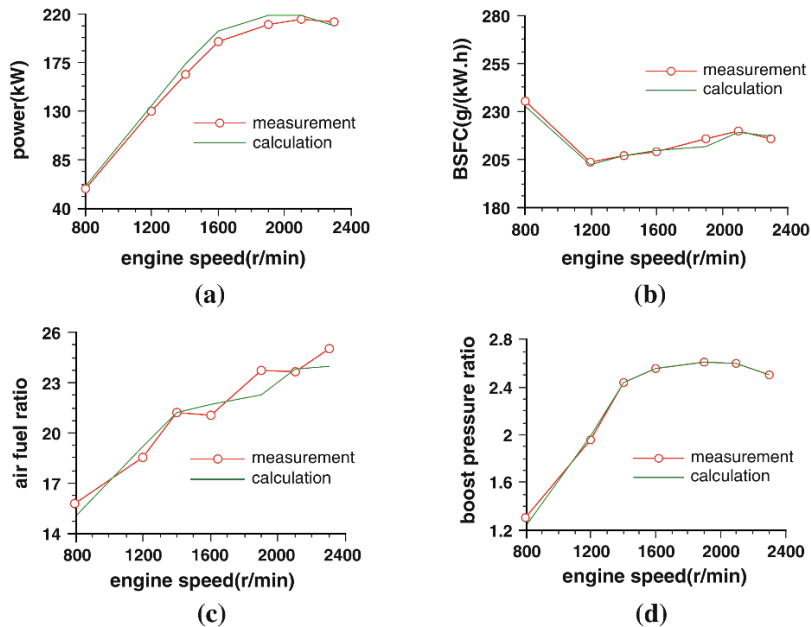 220
175
130
85
40
power(kW)
measurement
calculation
800 1200 1600 2000 2400
engine speed(r/min)
(a)
280
255
230
205
180
BSFC(g/(kW.h))
measurement
calculation
800 1200 1600 2000 2400
engine speed(r/min)
(b)
26
23
20
17
14
air fuel ratio
measurement
calculation
800 1200 1600 2000 2400
engine speed(r/min)
(c)
2.8
2.4
2
1.6
1.2
boost pressure ratio
measurement
calculation
800 1200 1600 2000 2400
engine speed(r/min)
(d)